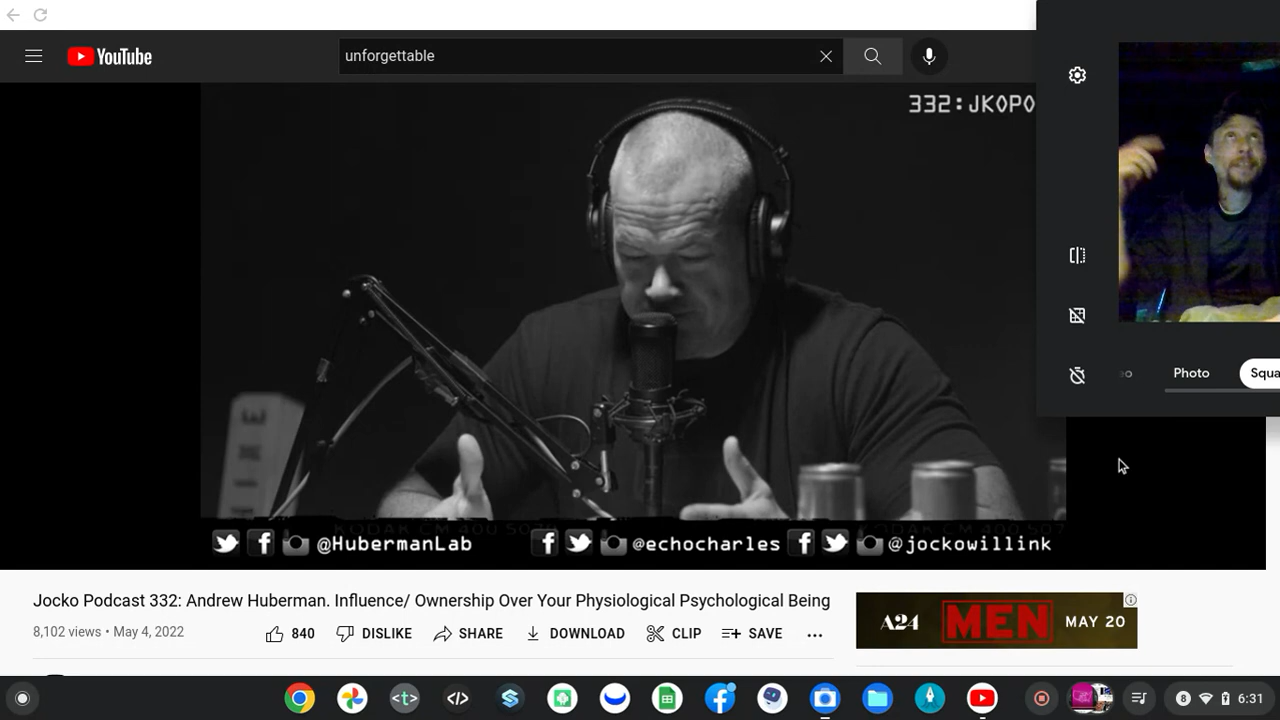 YouTube
unforgettable
332:JKOPO
Photo
Squa
@HubermanLab
@echocharles
@jockowillink
Jocko Podcast 332: Andrew Huberman. Influence/ Ownership Over Your Physiological Psychological Being
8,102 views • May 4, 2022
840
DISLIKE
SHARE
DOWNLOAD
CLIP
SAVE
A24 MEN MAY 20
8
6:31